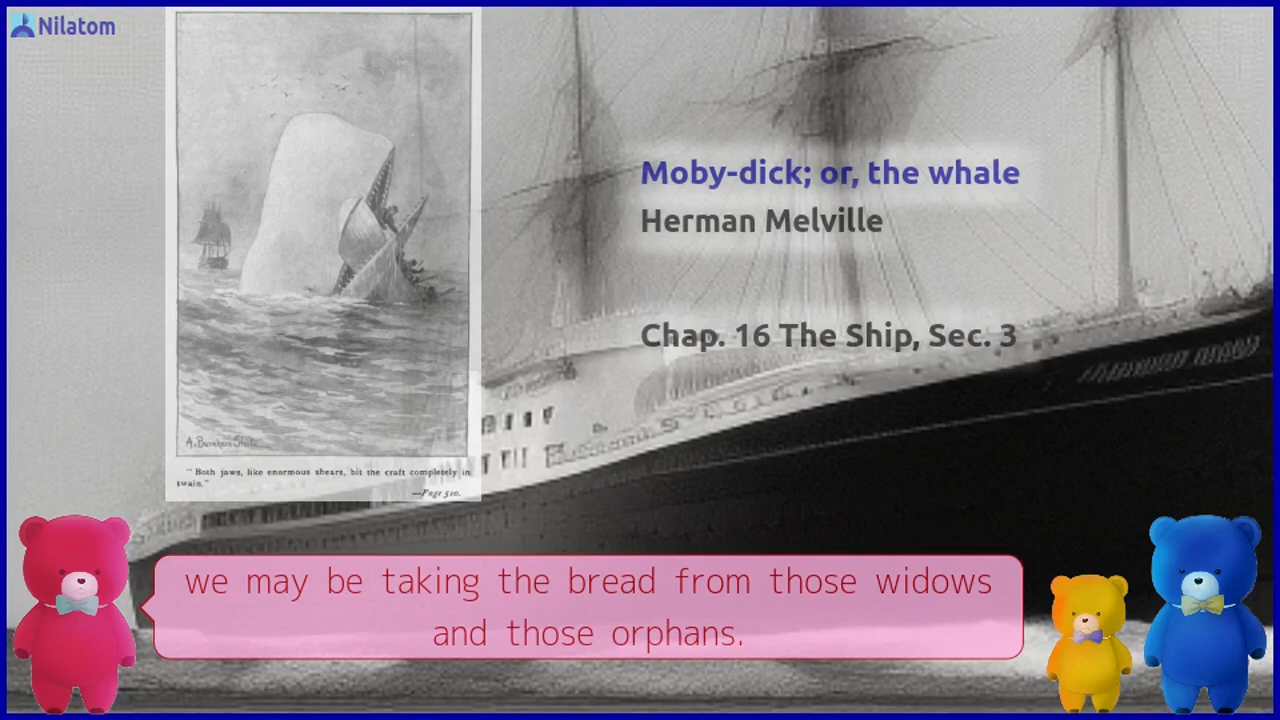 Nilatom
Moby-dick; or, the whale
Herman Melville
Chap. 16 The Ship, Sec. 3
A. Burnham Shute
"Both jaws, like enormous shears, bit the craft completely in
twain."
—Page 510.
we may be taking the bread from those widows
and those orphans.